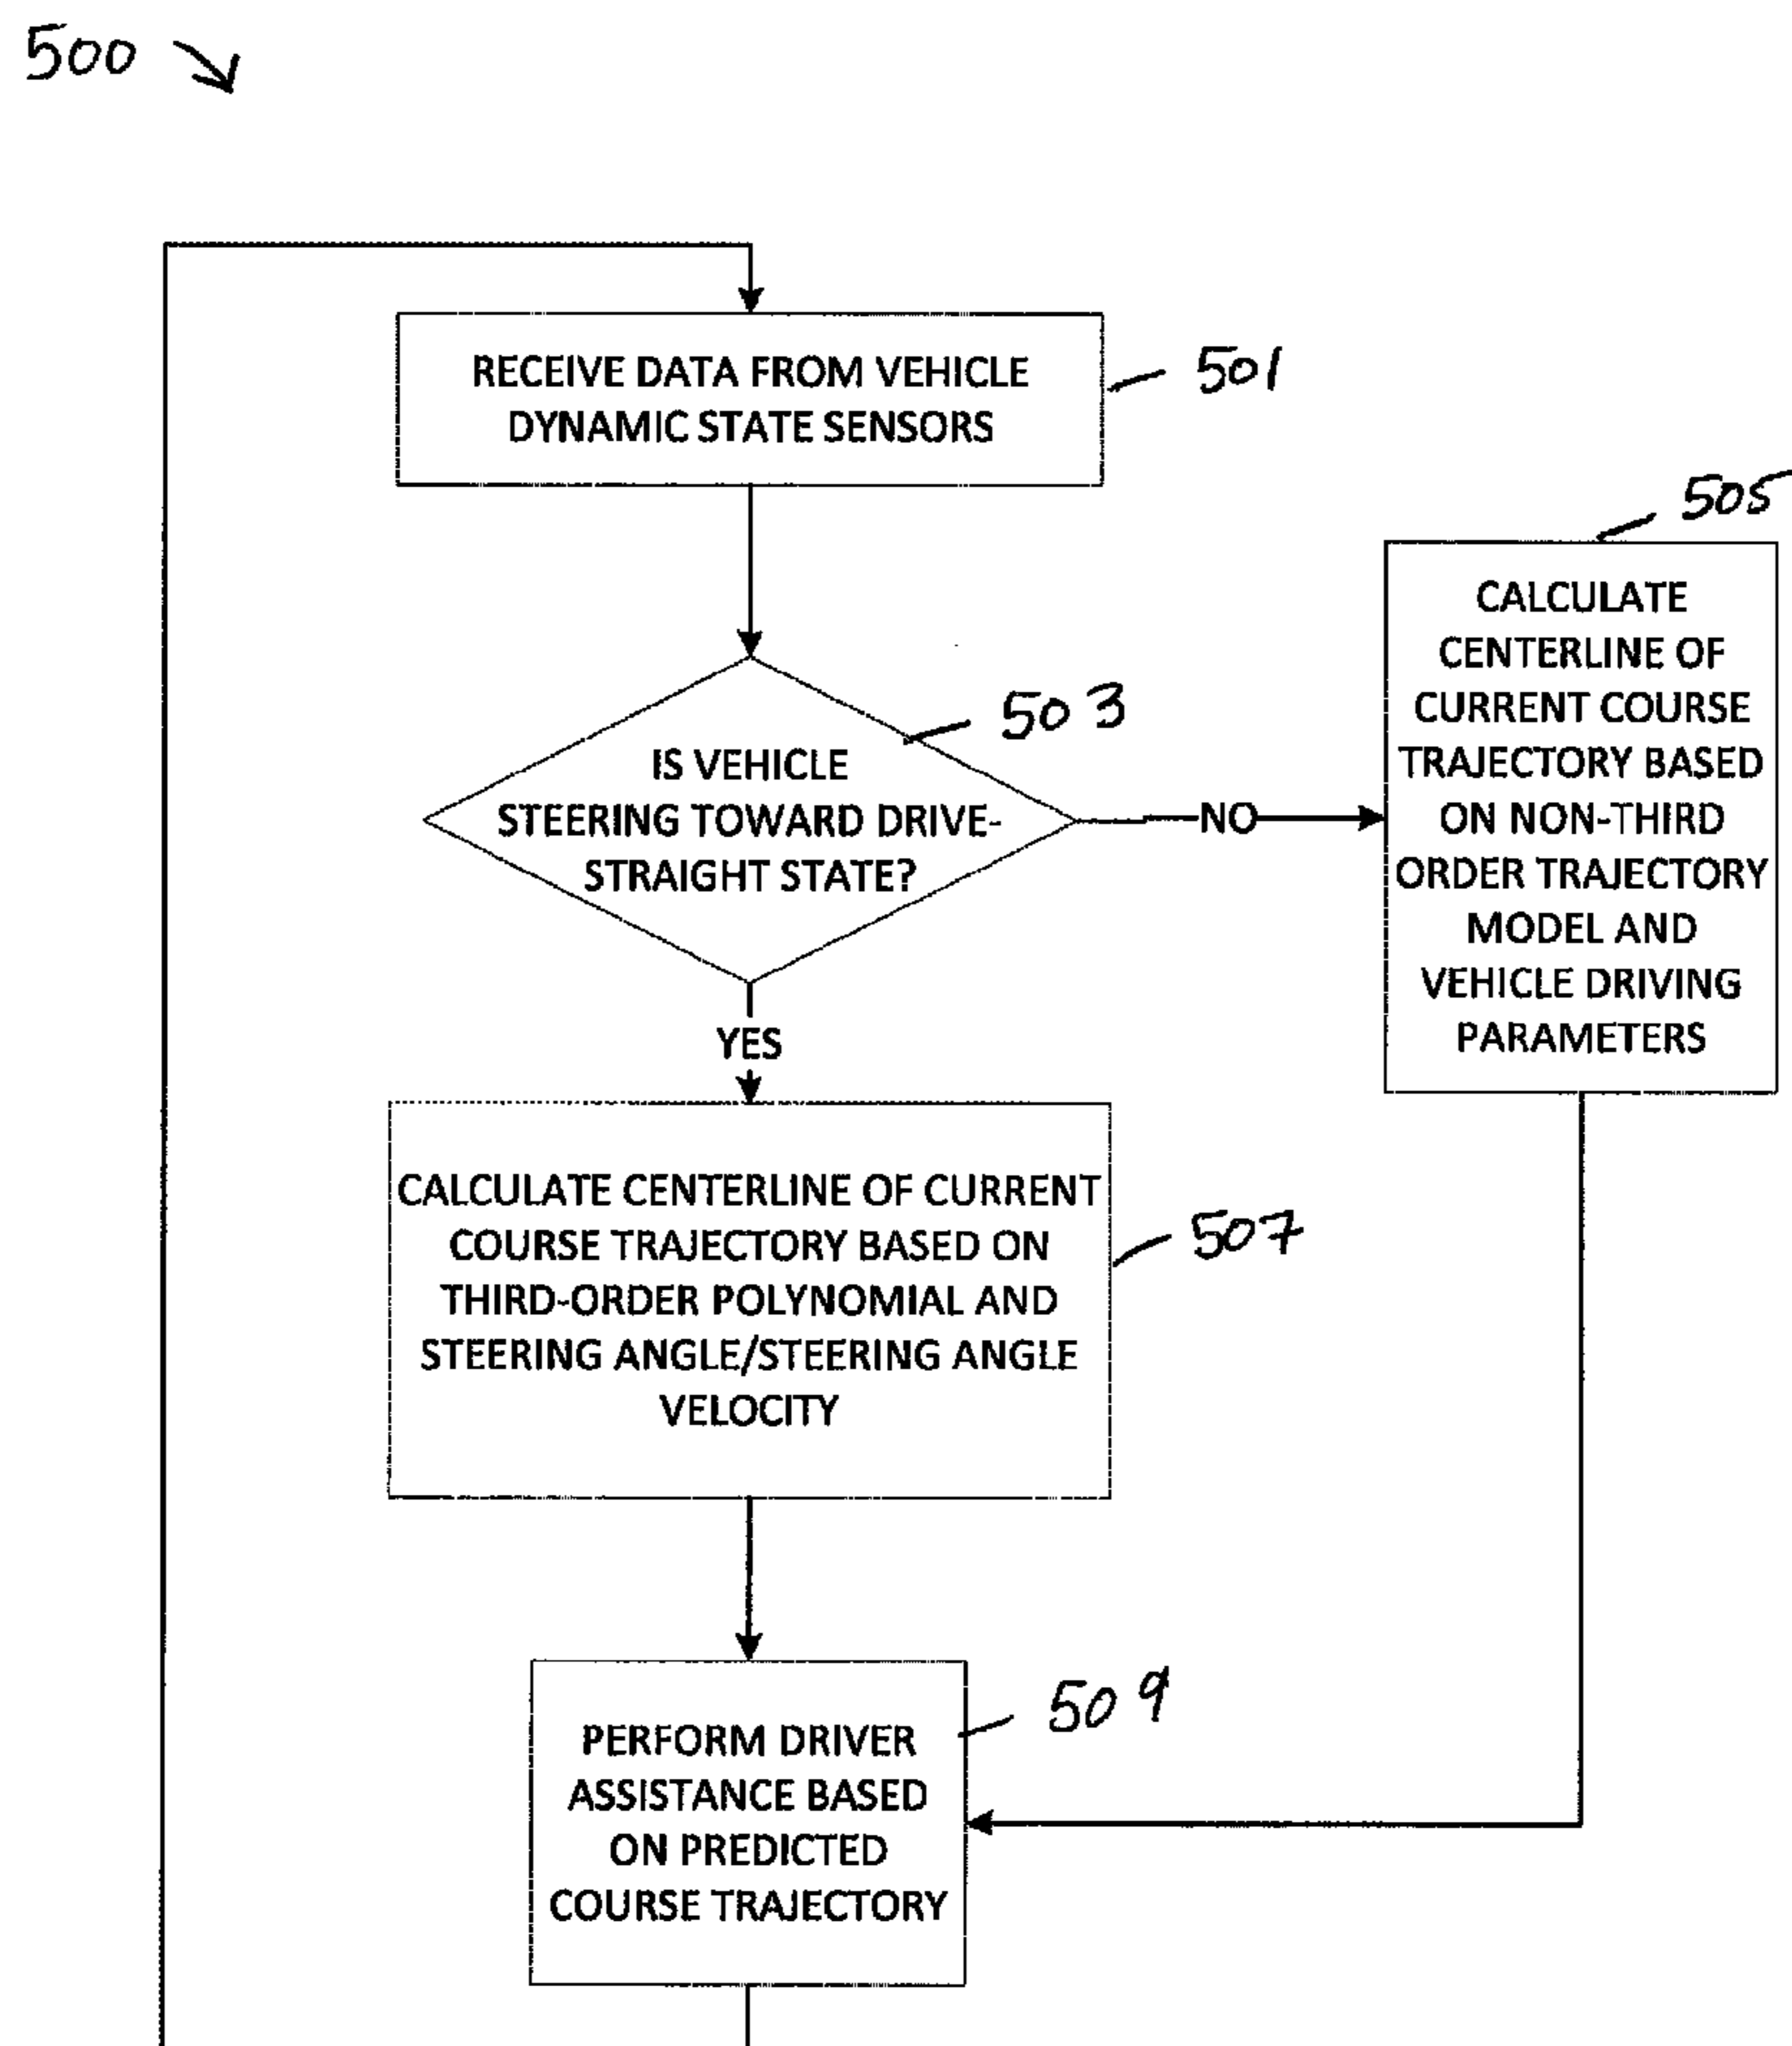 500
RECEIVE DATA FROM VEHICLE
DYNAMIC STATE SENSORS
501
505
CALCULATE
CENTERLINE OF
CURRENT COURSE
TRAJECTORY BASED
ON NON-THIRD
ORDER TRAJECTORY
MODEL AND
VEHICLE DRIVING
PARAMETERS
503
IS VEHICLE
STEERING TOWARD DRIVE-
STRAIGHT STATE?
NO
YES
CALCULATE CENTERLINE OF CURRENT
COURSE TRAJECTORY BASED ON
THIRD-ORDER POLYNOMIAL AND
STEERING ANGLE/STEERING ANGLE
VELOCITY
507
509
PERFORM DRIVER
ASSISTANCE BASED
ON PREDICTED
COURSE TRAJECTORY